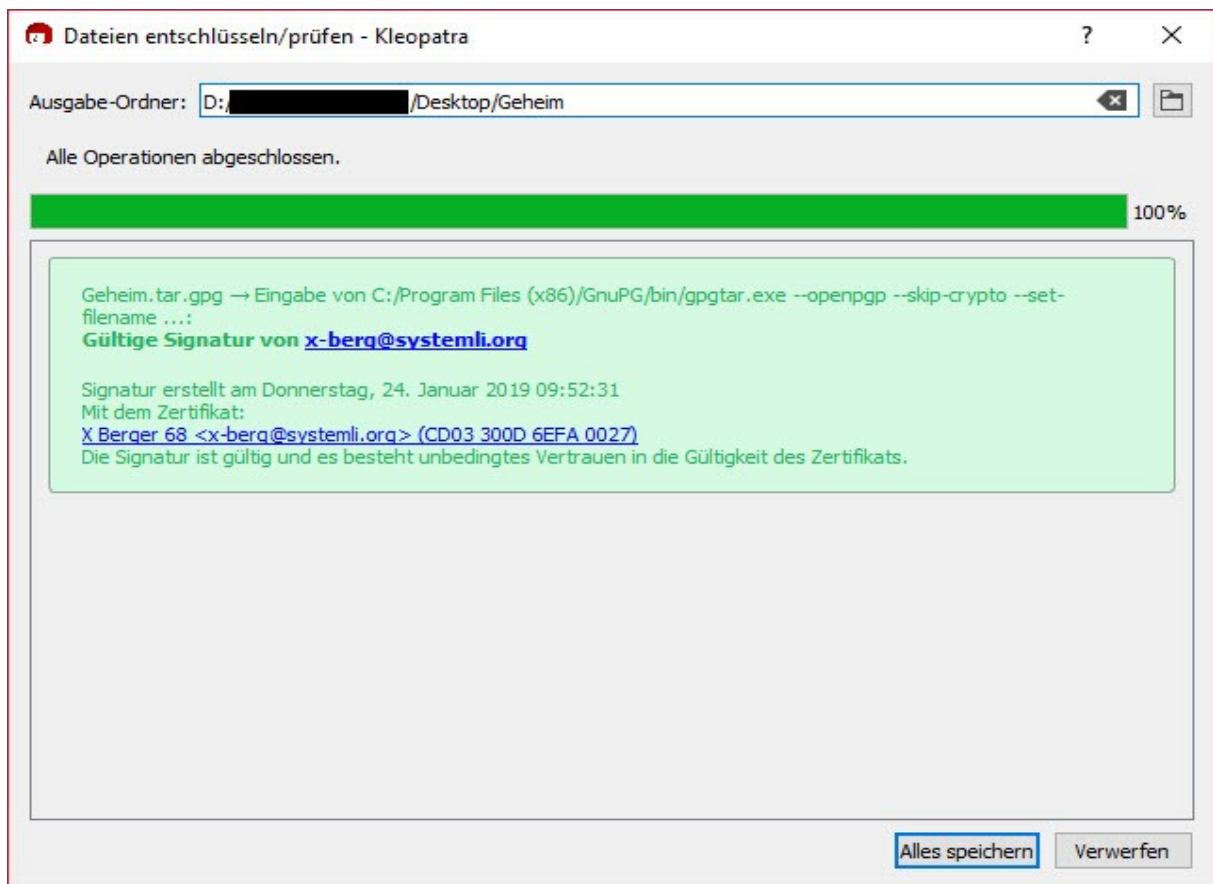 Dateien entschlüsseln/prüfen - Kleopatra
?
Ausgabe-Ordner: D:/ /Desktop/Geheim
Alle Operationen abgeschlossen.
100%
Geheim.tar.gpg → Eingabe von C:/Program Files (x86)/GnuPG/bin/gpgtar.exe --openpgp --skip-crypto --set-
filename ...:
Gültige Signatur von x-berg@systemli.org
Signatur erstellt am Donnerstag, 24. Januar 2019 09:52:31
Mit dem Zertifikat:
X Berger 68 <x-berg@systemli.org> (CD03 300D 6EFA 0027)
Die Signatur ist gültig und es besteht unbedingtes Vertrauen in die Gültigkeit des Zertifikats.
Alles speichern Verwerfen